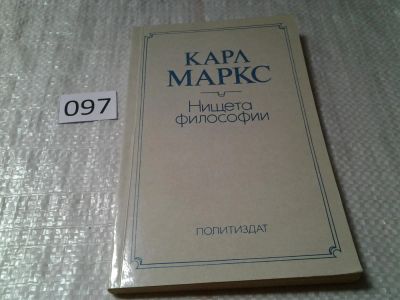 097
КАРЛ
МАРКС
Нищета
философии
ПОЛИТИЗДАТ